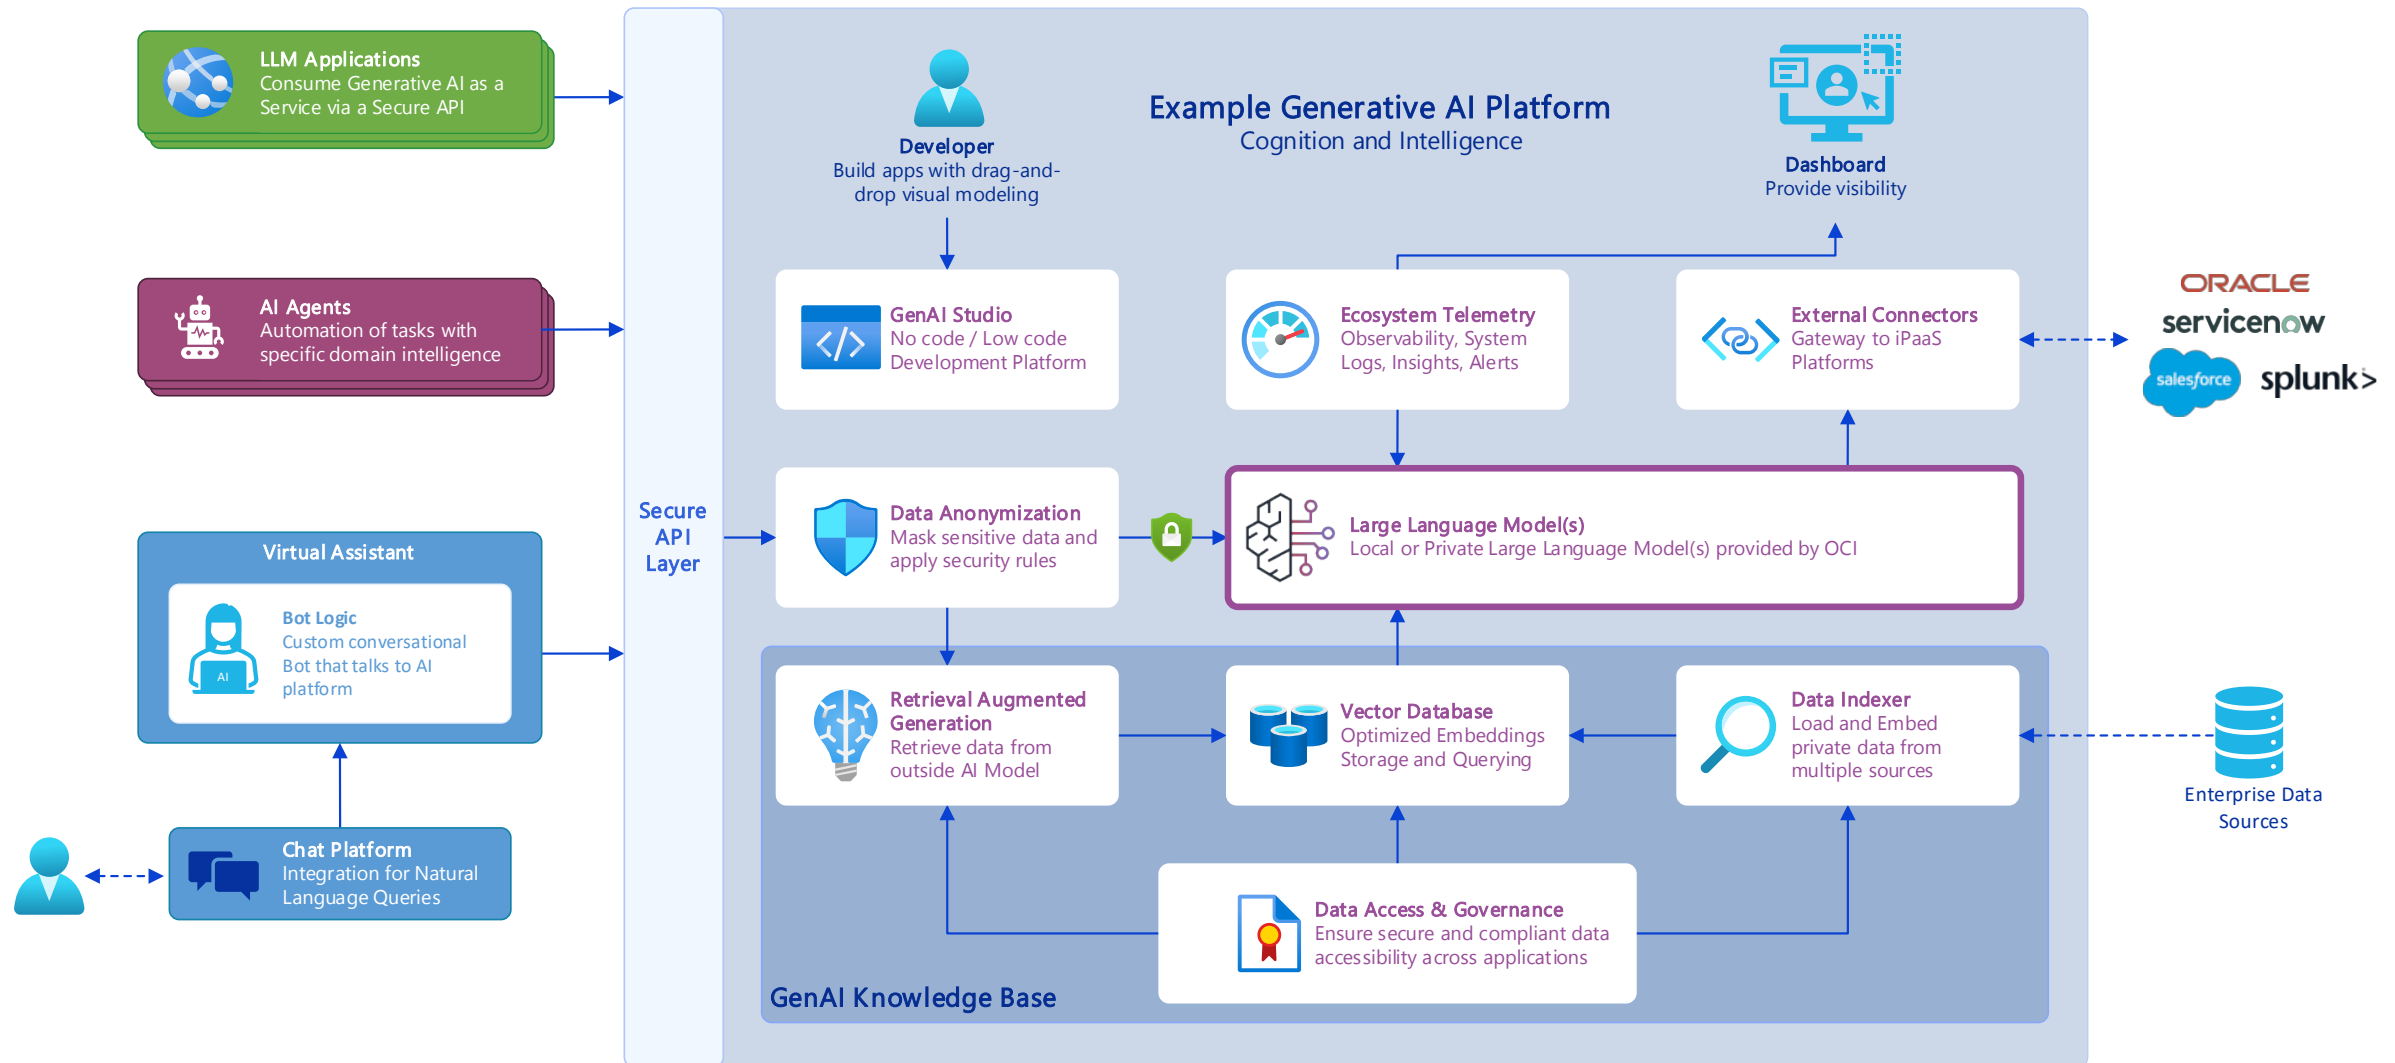 LLM Applications
Consume Generative AI as a
Service via a Secure API
AI Agents
Automation of tasks with
specific domain intelligence
Virtual Assistant
Bot Logic
Custom conversational
Bot that talks to AI
platform
AI
Chat Platform
Integration for Natural
Language Queries
Secure
API
Layer
Example Generative AI Platform
Cognition and Intelligence
Developer
Build apps with drag-and-
drop visual modeling
Dashboard
Provide visibility
GenAI Studio
No code / Low code
Development Platform
Ecosystem Telemetry
Observability, System
Logs, Insights, Alerts
External Connectors
Gateway to iPaaS
Platforms
ORACLE
servicenow
salesforce
splunk>
Data Anonymization
Mask sensitive data and
apply security rules
Large Language Model(s)
Local or Private Large Language Model(s) provided by OCI
Retrieval Augmented
Generation
Retrieve data from
outside AI Model
Vector Database
Optimized Embeddings
Storage and Querying
Data Indexer
Load and Embed
private data from
multiple sources
Enterprise Data
Sources
Data Access & Governance
Ensure secure and compliant data
accessibility across applications
GenAI Knowledge Base